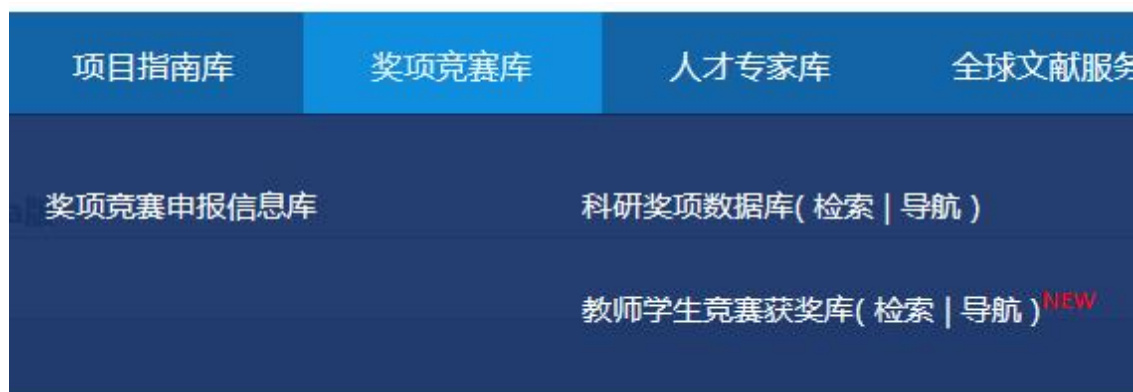 项目指南库 奖项竞赛库 人才专家库 全球文献服务
奖项竞赛申报信息库 科研奖项数据库( 检索 | 导航 )
教师学生竞赛获奖库( 检索 | 导航 ) NEW